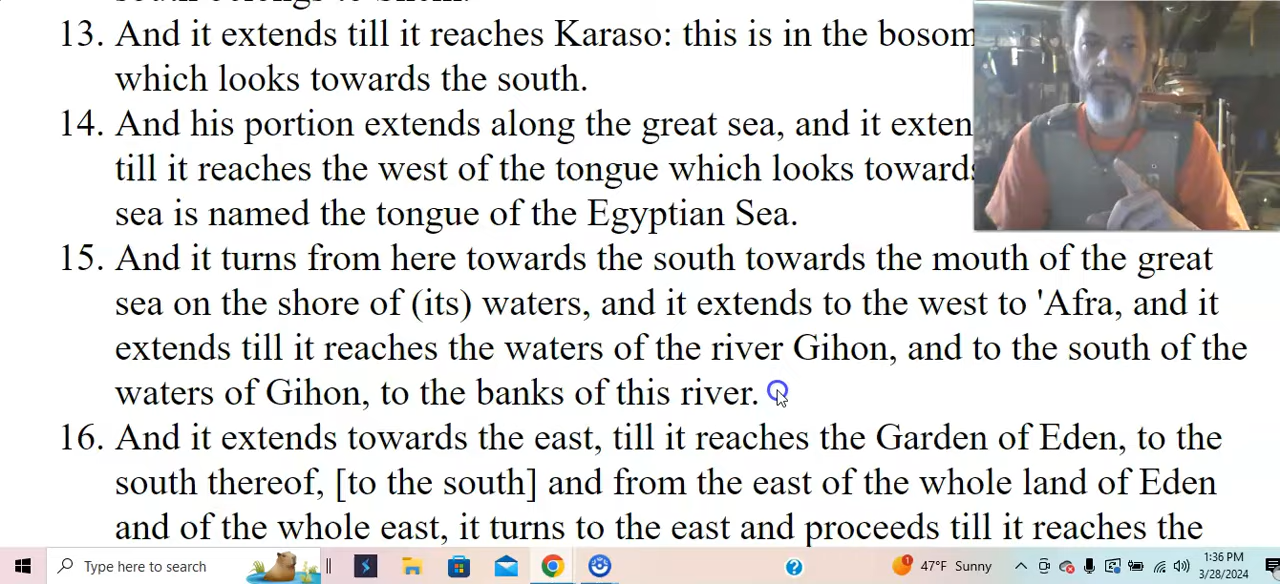 13. And it extends till it reaches Karaso: this is in the bosom
which looks towards the south.
14. And his portion extends along the great sea, and it exten
till it reaches the west of the tongue which looks towards
sea is named the tongue of the Egyptian Sea.
15. And it turns from here towards the south towards the mouth of the great
sea on the shore of (its) waters, and it extends to the west to 'Afra, and it
extends till it reaches the waters of the river Gihon, and to the south of the
waters of Gihon, to the banks of this river.
16. And it extends towards the east, till it reaches the Garden of Eden, to the
south thereof, [to the south] and from the east of the whole land of Eden
and of the whole east, it turns to the east and proceeds till it reaches the
Type here to search
47°F Sunny
1:36 PM
3/28/2024